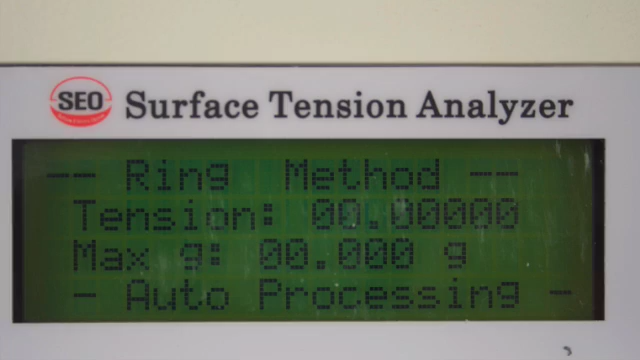 SEO Surface Tension Analyzer
-- Ring Method --
Tension: 00.00000
Max g: 00.000 g
- Auto Processing -